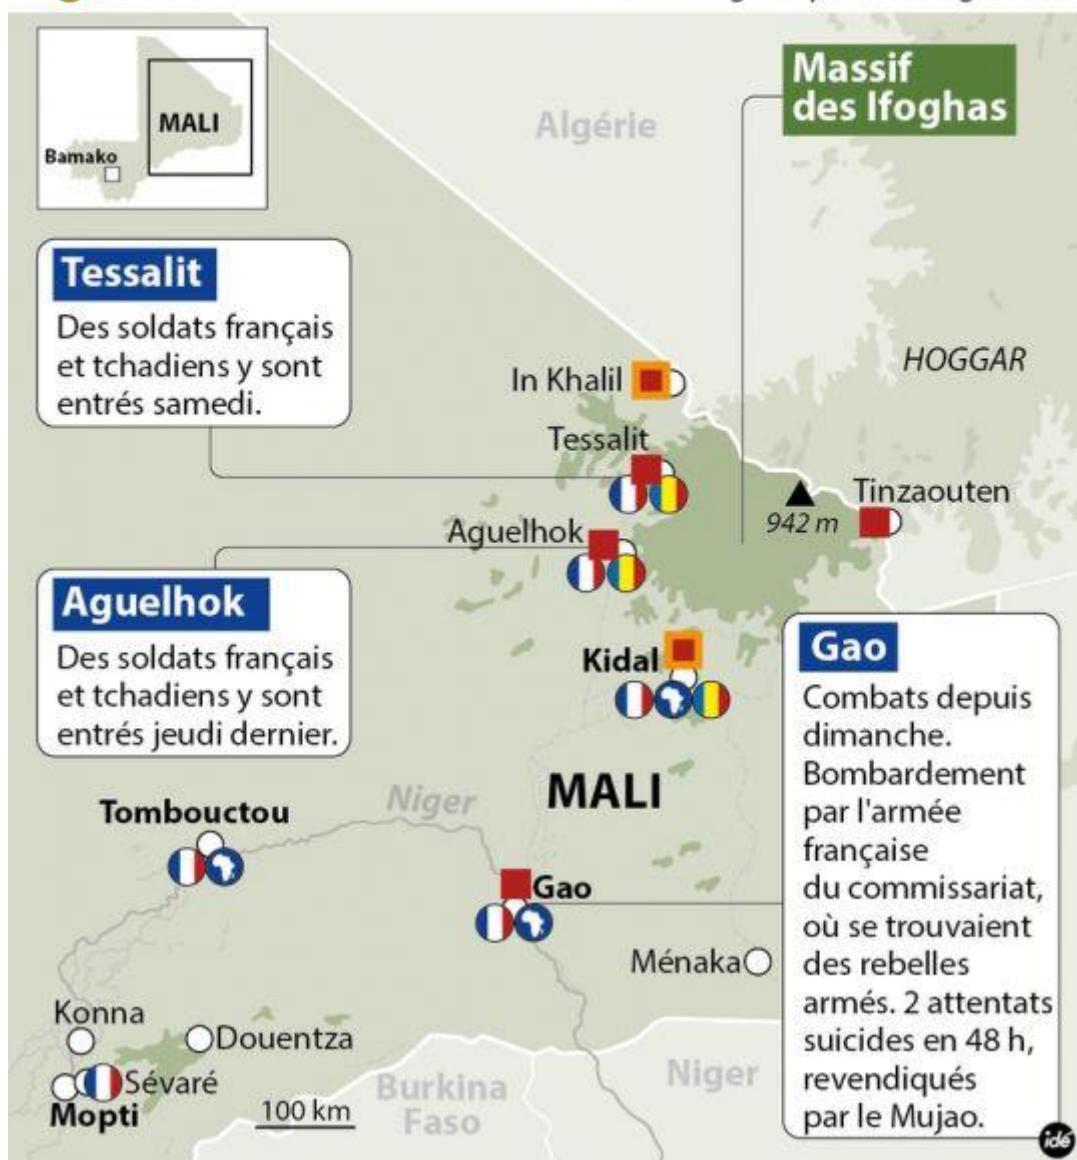 Massif
des Ifoghas
Algérie
MALI
Bamako
Tessalit
Des soldats français
et tchadiens y sont
entrés samedi.
HOGGAR
In Khalil
Tessalit
Tinzaouten
942 m
Aguelhok
Aguelhok
Des soldats français
et tchadiens y sont
entrés jeudi dernier.
Kidal
Gao
Combats depuis
dimanche.
Bombardement
par l'armée
française
du commissariat,
où se trouvaient
des rebelles
armés. 2 attentats
suicides en 48 h,
revendiqués
par le Mujao.
MALI
Niger
Tombouctou
Gao
Ménaka
Konna
Douentza
Sévaré
Mopti
100 km
Burkina
Faso
Niger
idé